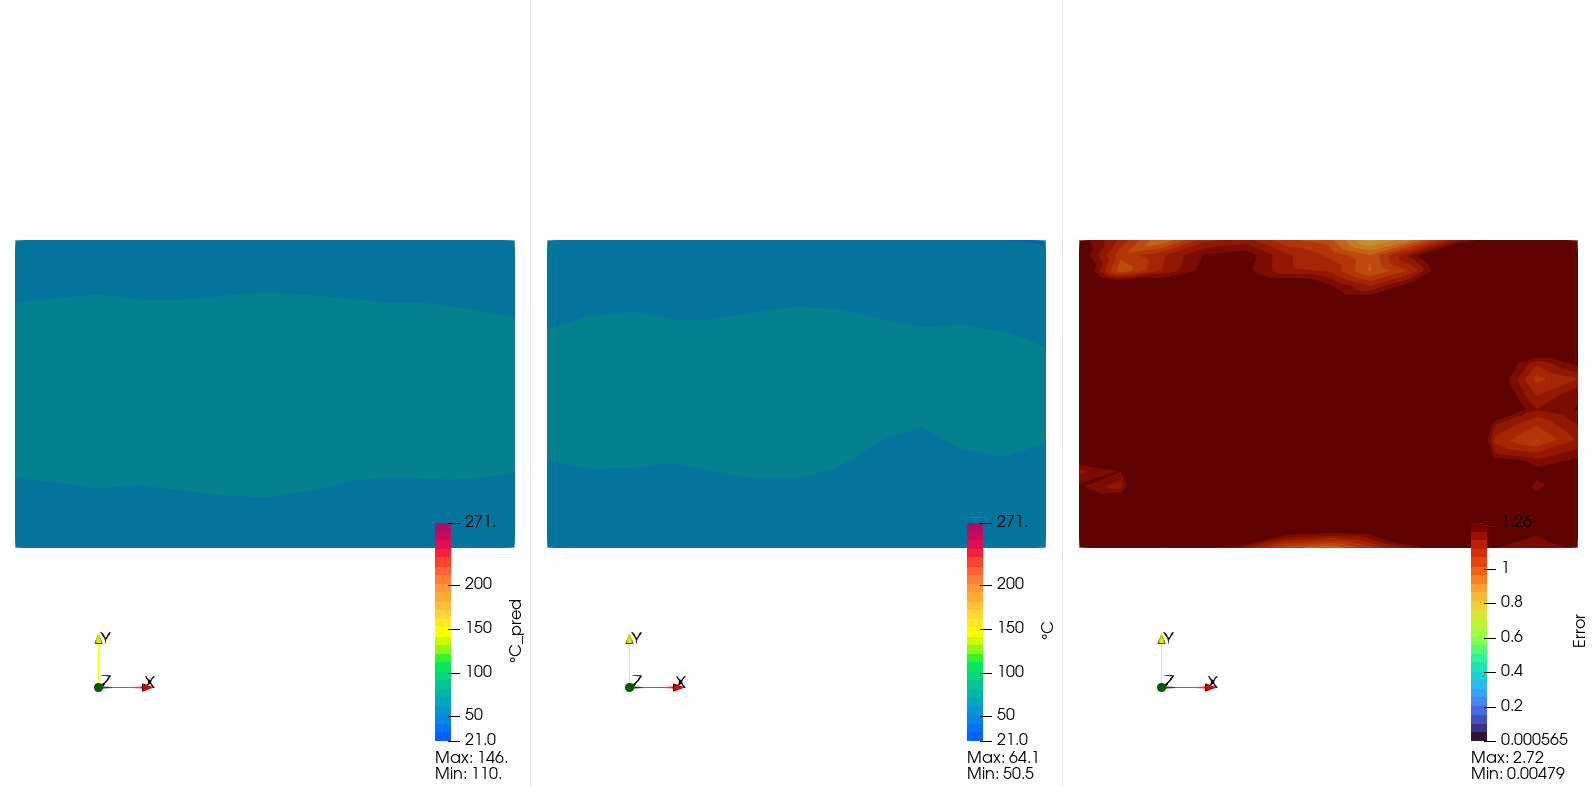 271.
200
150
100
50
21.0
°C_pred
Max: 146.
Min: 110.
Y
Z
X
271.
200
150
100
50
21.0
°C
Max: 64.1
Min: 50.5
Y
Z
X
1.26
1
0.8
0.6
0.4
0.2
0.000565
Error
Max: 2.72
Min: 0.00479
Y
Z
X